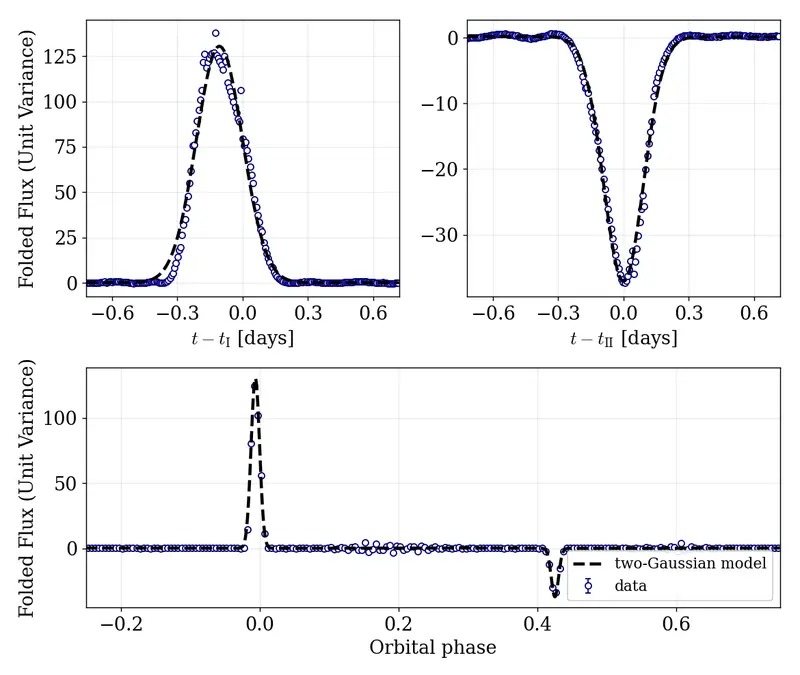 Folded Flux (Unit Variance)
125
100
75
50
25
0
−0.6 −0.3 0.0 0.3 0.6
t − tI [days]
0
−10
−20
−30
−0.6 −0.3 0.0 0.3 0.6
t − tII [days]
Folded Flux (Unit Variance)
100
50
0
two-Gaussian model
data
−0.2 0.0 0.2 0.4 0.6
Orbital phase